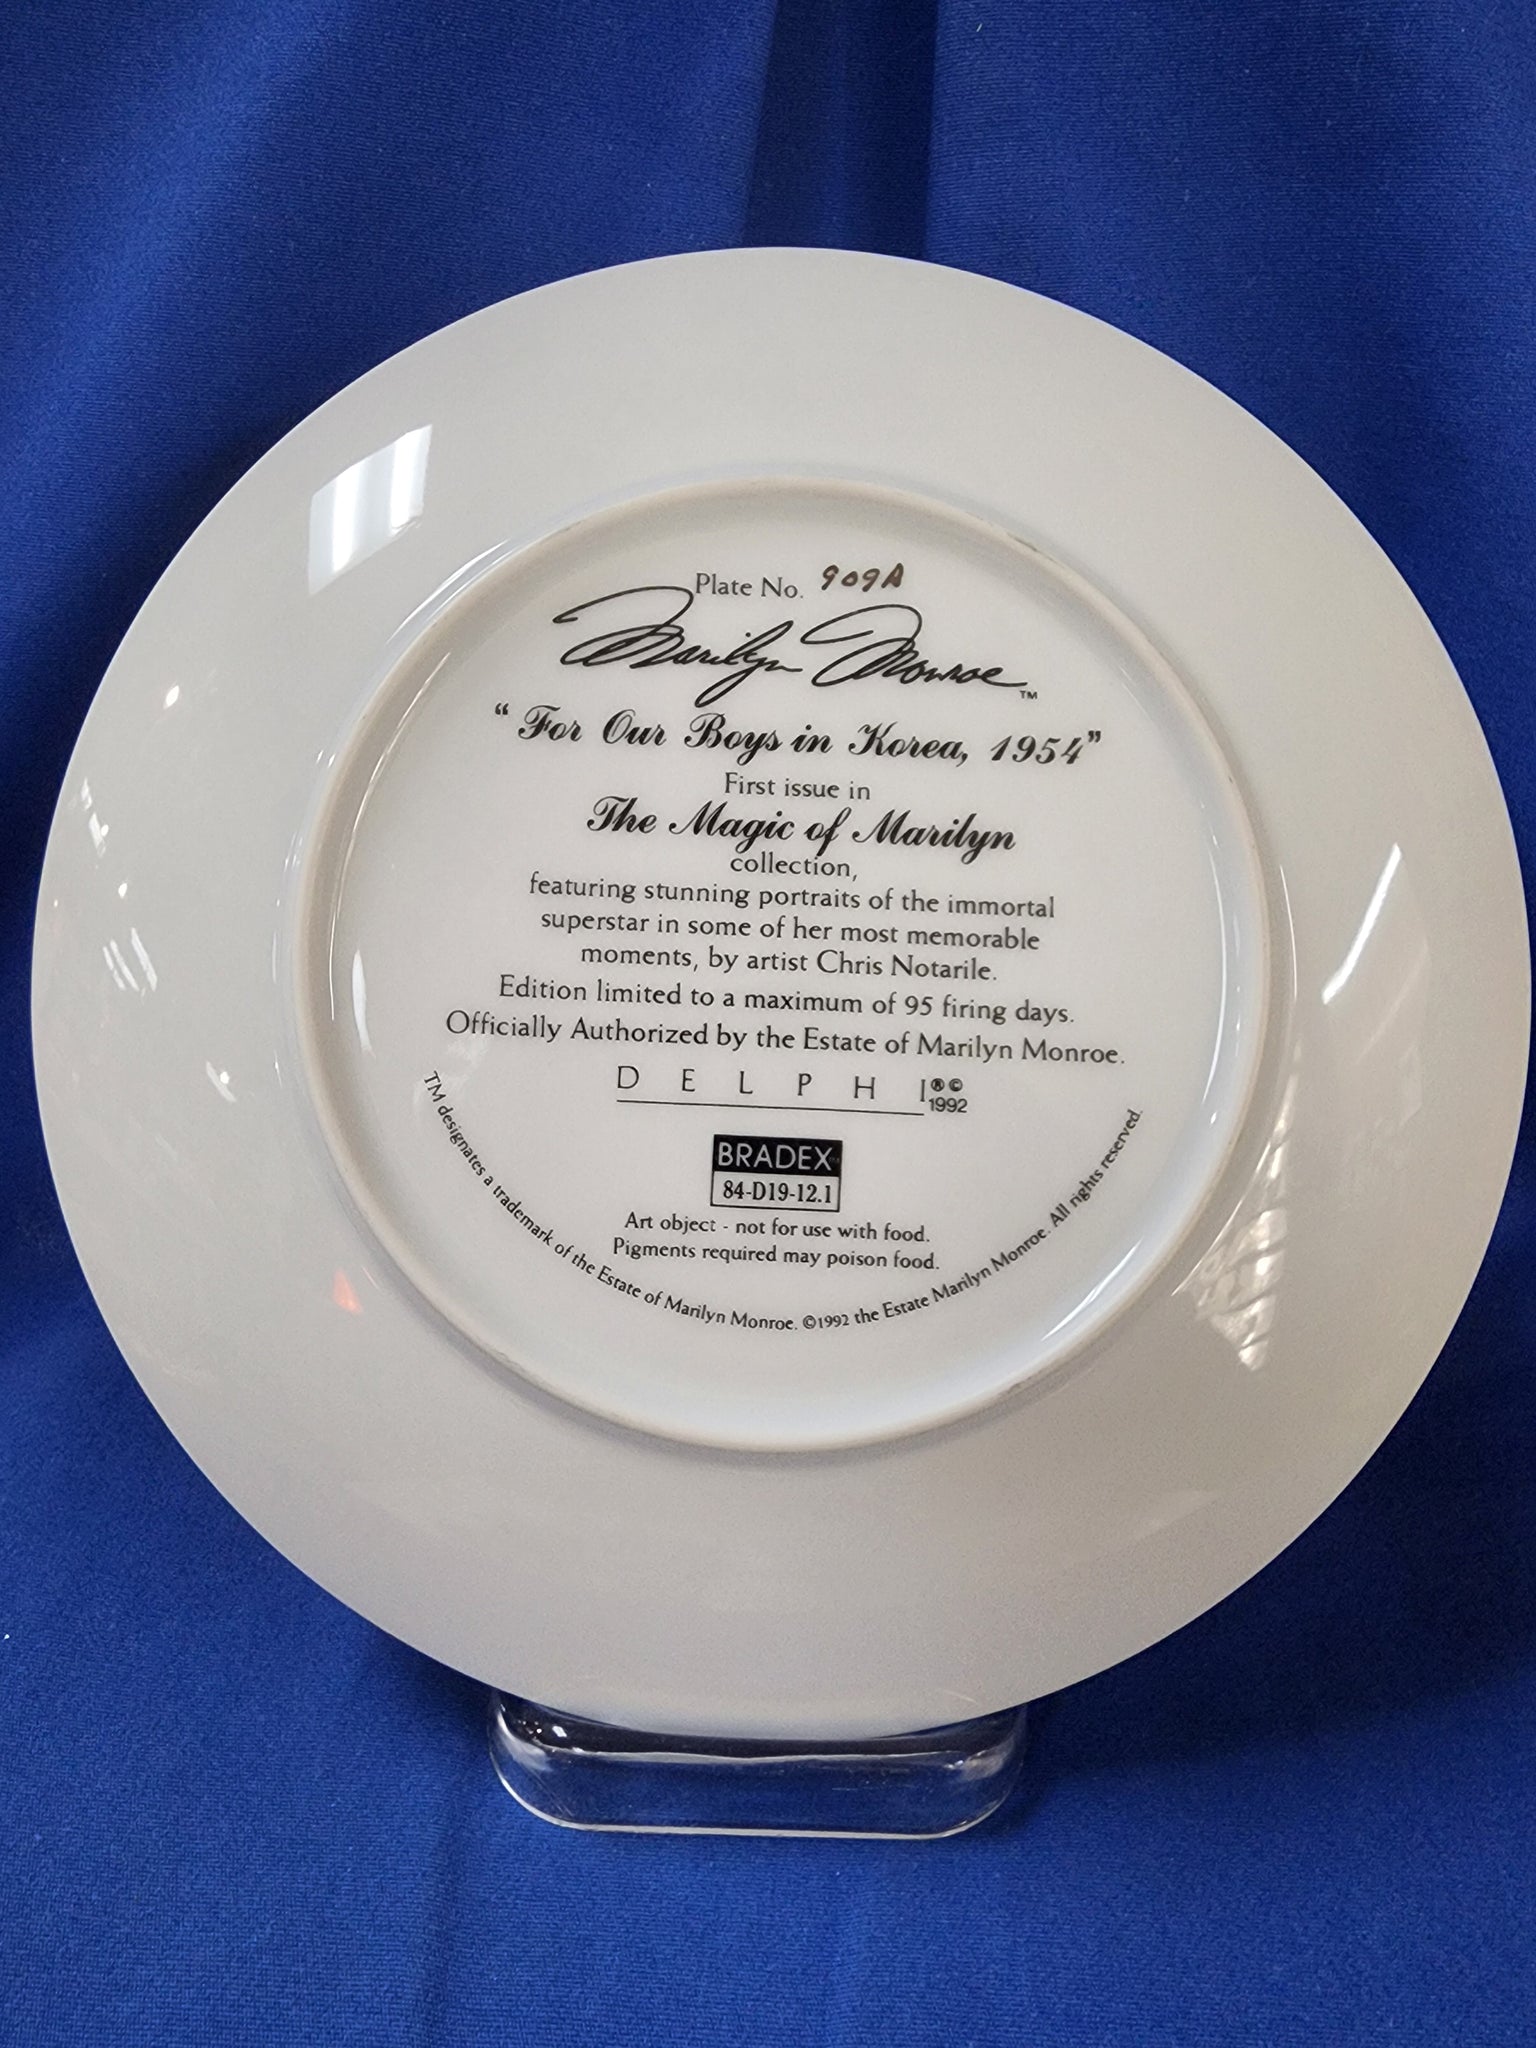 Plate No. 909A
Marilyn Monroe™
"For Our Boys in Korea, 1954"
First issue in
The Magic of Marilyn
collection,
featuring stunning portraits of the immortal
superstar in some of her most memorable
moments, by artist Chris Notarile.
Edition limited to a maximum of 95 firing days.
Officially Authorized by the Estate of Marilyn Monroe.
DELPHI®©
1992
BRADEX™
84-D19-12.1
Art object - not for use with food.
Pigments required may poison food.
TM designates a trademark of the Estate of Marilyn Monroe. ©1992 the Estate Marilyn Monroe. All rights reserved.